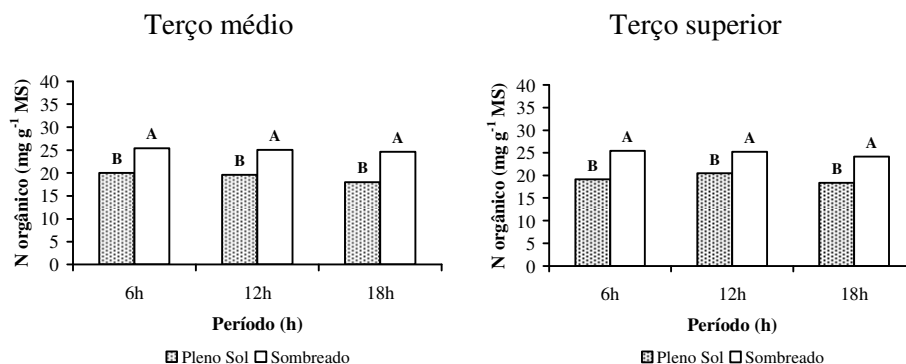 Terço médio
N orgânico (mg g⁻¹ MS)
40
35
30
25
20
15
10
5
0
B
A
B
A
B
A
6h
12h
18h
Período (h)
Pleno Sol
Sombreado
Terço superior
N orgânico (mg g⁻¹ MS)
40
35
30
25
20
15
10
5
0
B
A
B
A
B
A
6h
12h
18h
Período (h)
Pleno Sol
Sombreado